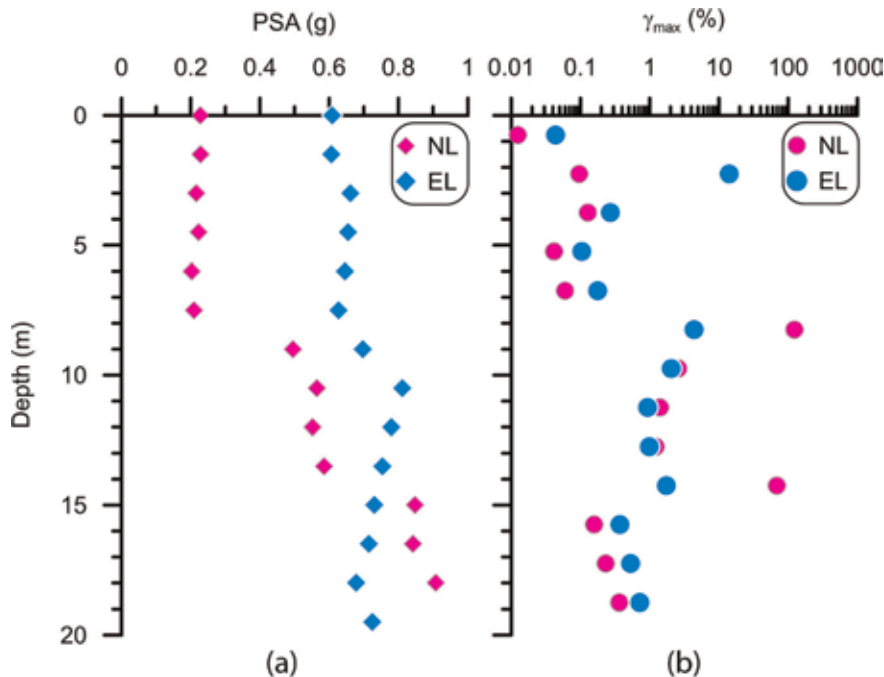 PSA (g)
0 0.2 0.4 0.6 0.8 1
γmax (%)
0.01 0.1 1 10 100 1000
0
5
10
15
20
Depth (m)
NL
EL
NL
EL
(a)
(b)